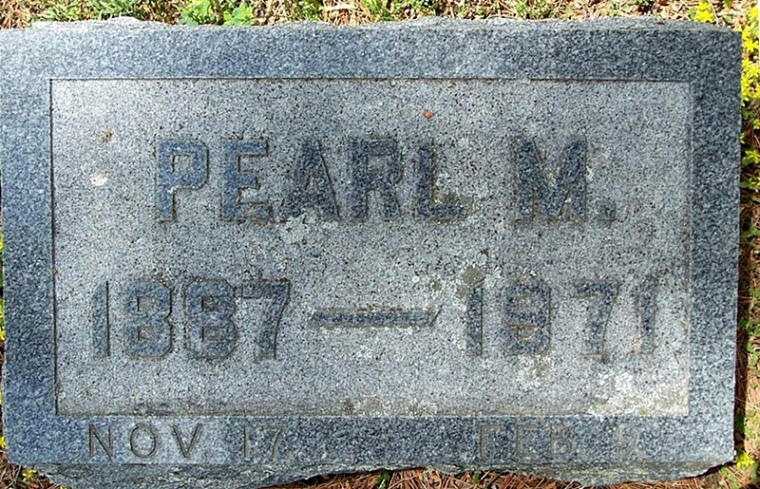 PEARL M.
1887 — 1971
NOV. 17. FEB. 9.